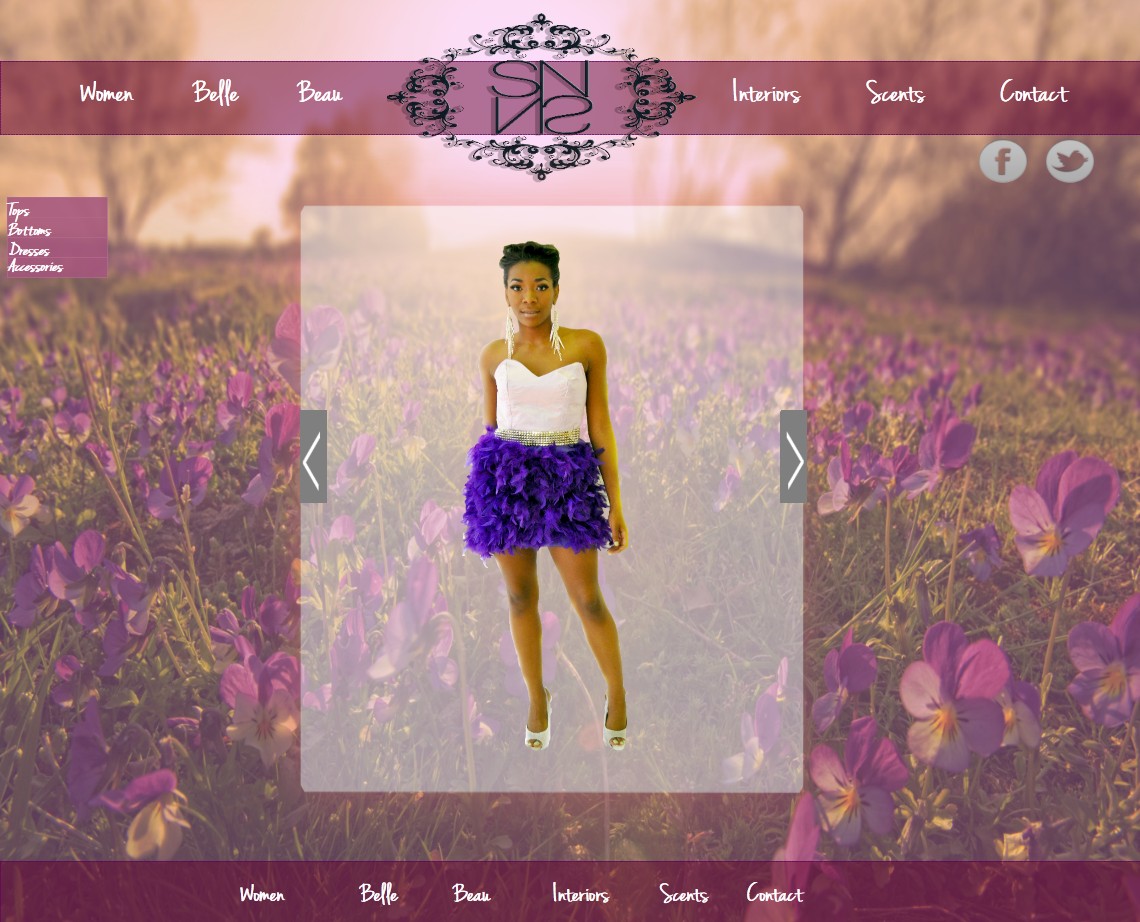 Women Belle Beau SN Interiors Scents Contact
SN
f
Tops
Bottoms
Dresses
Accessories
Women Belle Beau Interiors Scents Contact